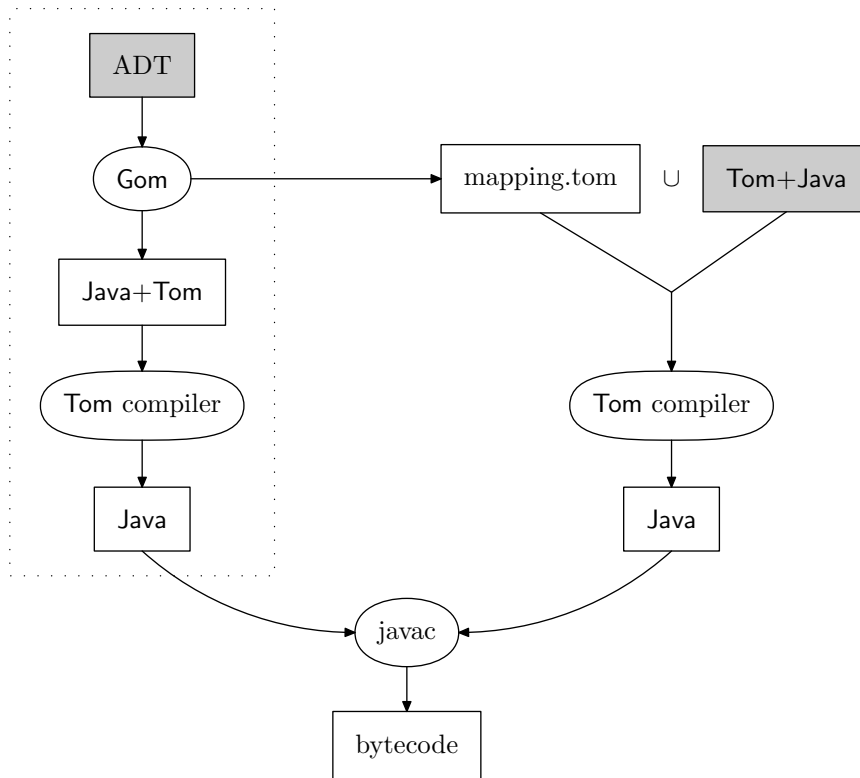 ADT
Gom
mapping.tom ∪ Tom+Java
Java+Tom
Tom compiler
Tom compiler
Java
Java
javac
bytecode